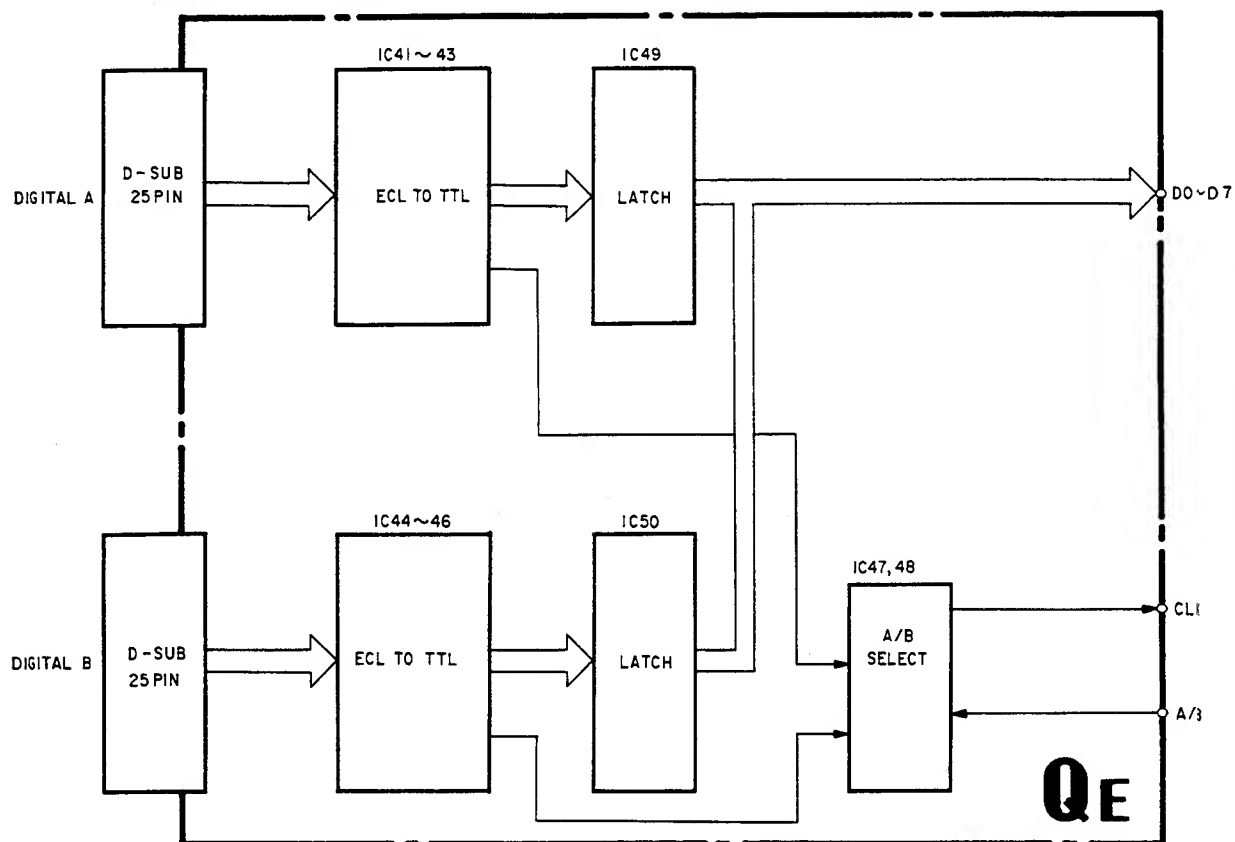 IC41~43
IC49
DIGITAL A
D-SUB
25PIN
ECL TO TTL
LATCH
D0~D7
IC44~46
IC50
IC47,48
DIGITAL B
D-SUB
25PIN
ECL TO TTL
LATCH
A/B
SELECT
QE